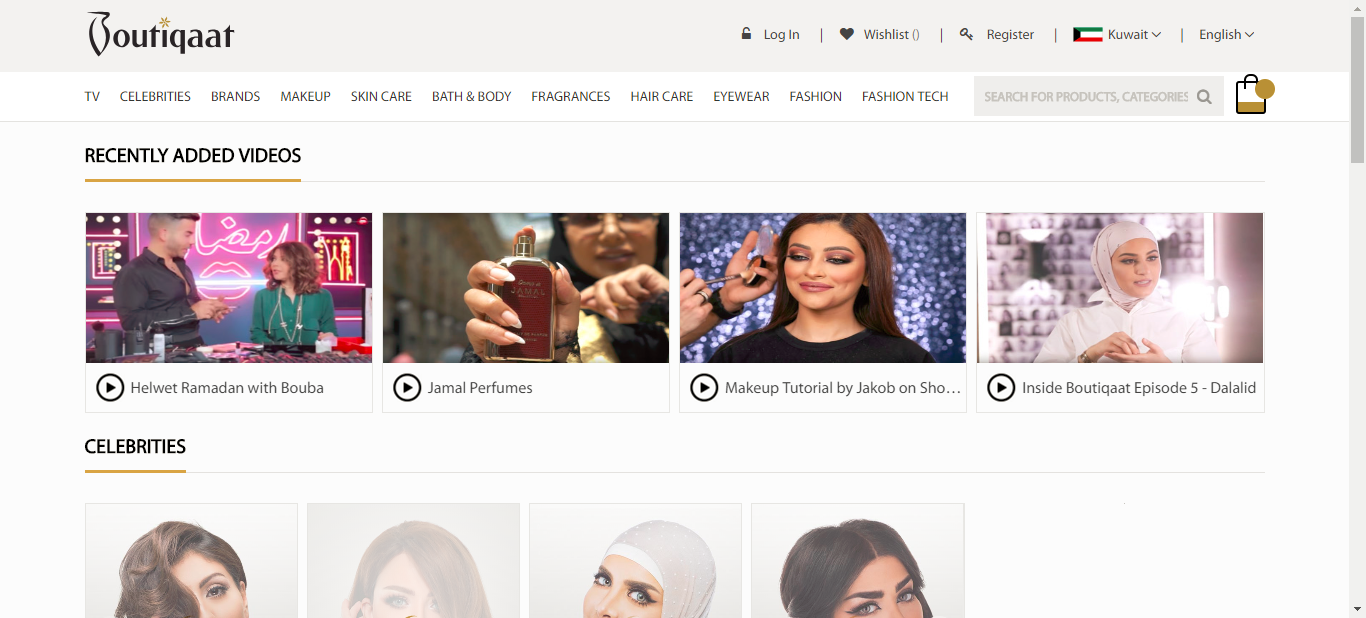 Boutiqaat
Log In | Wishlist () | Register | Kuwait | English
TV CELEBRITIES BRANDS MAKEUP SKIN CARE BATH & BODY FRAGRANCES HAIR CARE EYEWEAR FASHION FASHION TECH SEARCH FOR PRODUCTS, CATEGORIES
RECENTLY ADDED VIDEOS
رمضان
JAMAL
Helwet Ramadan with Bouba
Jamal Perfumes
Makeup Tutorial by Jakob on Sho...
Inside Boutiqaat Episode 5 - Dalalid
CELEBRITIES